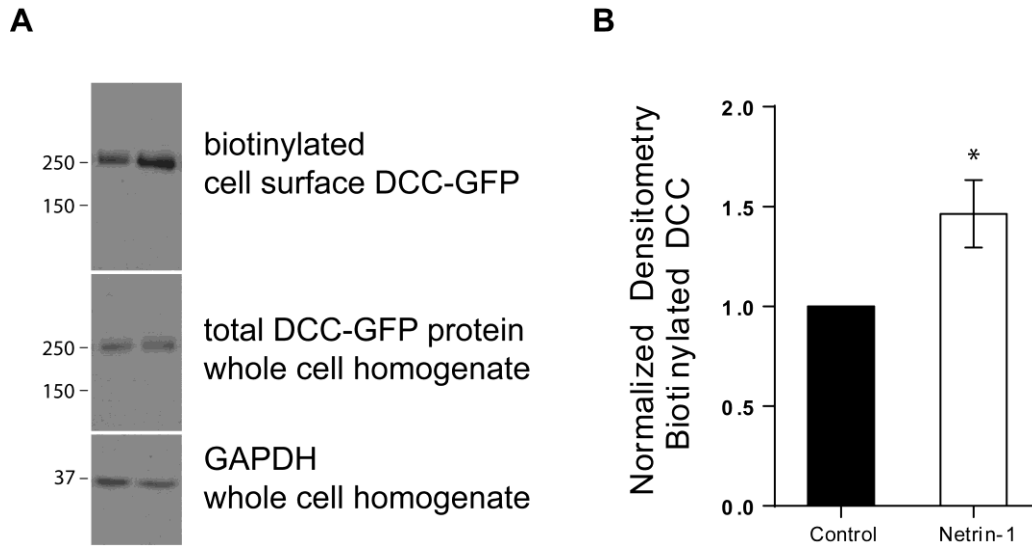 A
250
150
biotinylated
cell surface DCC-GFP
250
150
total DCC-GFP protein
whole cell homogenate
37
GAPDH
whole cell homogenate
B
Normalized Densitometry
Biotinylated DCC
2.0
1.5
1.0
0.5
0.0
*
Control
Netrin-1